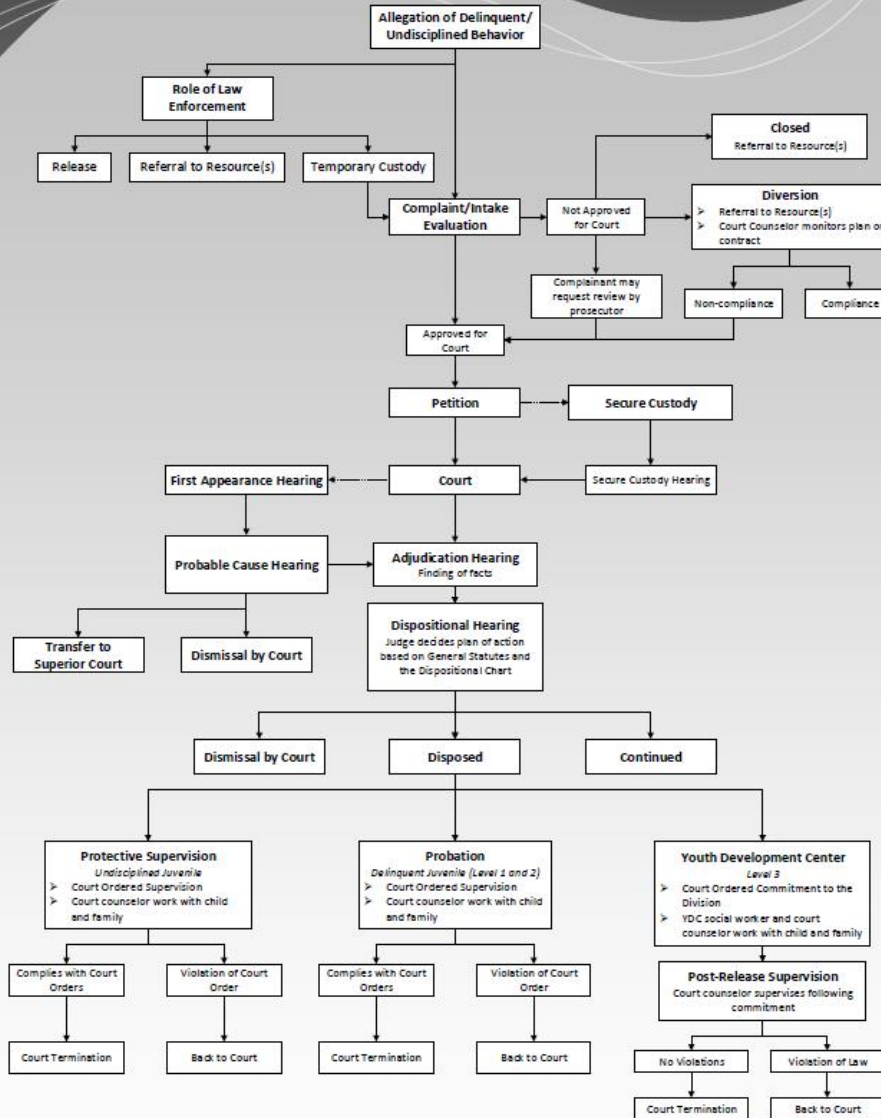 Allegation of Delinquent/
Undisciplined Behavior
Role of Law
Enforcement
Release
Referral to Resource(s)
Temporary Custody
Closed
Referral to Resource(s)
Complaint/Intake
Evaluation
Not Approved
for Court
Diversion
➢ Referral to Resource(s)
➢ Court Counselor monitors plan or
contract
Complainant may
request review by
prosecutor
Non-compliance
Compliance
Approved for
Court
Petition
Secure Custody
First Appearance Hearing
Court
Secure Custody Hearing
Probable Cause Hearing
Adjudication Hearing
Finding of facts
Transfer to
Superior Court
Dismissal by Court
Dispositional Hearing
Judge decides plan of action
based on General Statutes and
the Dispositional Chart
Dismissal by Court
Disposed
Continued
Protective Supervision
Undisciplined Juvenile
➢ Court Ordered Supervision
➢ Court counselor work with child
and family
Probation
Delinquent Juvenile (Level 1 and 2)
➢ Court Ordered Supervision
➢ Court counselor work with child
and family
Youth Development Center
Level 3
➢ Court Ordered Commitment to the
Division
➢ YDC social worker and court
counselor work with child and family
Complies with Court
Orders
Violation of Court
Order
Complies with Court
Orders
Violation of Court
Order
Post-Release Supervision
Court counselor supervises following
commitment
Court Termination
Back to Court
Court Termination
Back to Court
No Violations
Violation of Law
Court Termination
Back to Court